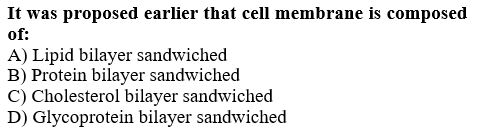 It was proposed earlier that cell membrane is composed
of:
A) Lipid bilayer sandwiched
B) Protein bilayer sandwiched
C) Cholesterol bilayer sandwiched
D) Glycoprotein bilayer sandwiched